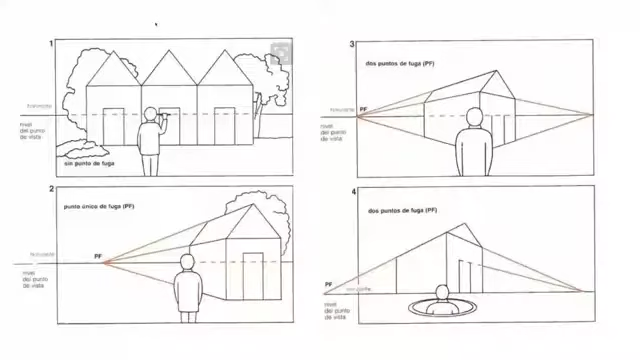 1
horizonte
nivel
del punto
de vista
sin punto de fuga
2
punto único de fuga (PF)
horizonte
PF
nivel
del punto
de vista
3
dos puntos de fuga (PF)
horizonte
PF
nivel
del punto
de vista
4
dos puntos de fuga (PF)
PF
horizonte
nivel
del punto
de vista